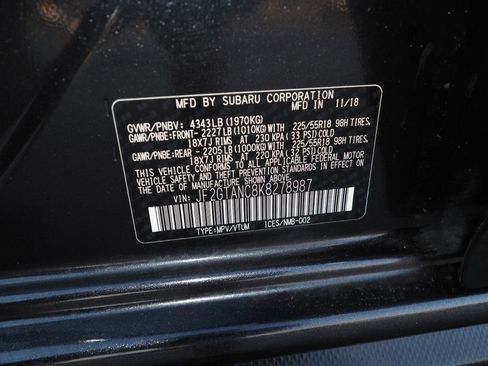 MFD BY SUBARU CORPORATION 11/18
GVWR/PNBV: 4343LB(1970KG)
GAWR/PNBE:FRONT- 2227LB(1010KG)WITH 225/55R18 98H TIRES,
18X7J RIMS AT 230 KPA( 33 PSI)COLD
GAWR/PNBE:REAR - 2205LB(1000KG)WITH 225/55R18 98H TIRES,
18X7J RIMS AT 220 KPA( 32 PSI)COLD
THIS VEHICLE CONFORMS TO ALL APPLICABLE FEDERAL MOTOR
VEHICLE SAFETY AND THEFT PREVENTION STANDARDS IN
EFFECT ON THE DATE OF MANUFACTURE SHOWN ABOVE.
VIN: JF2GTANC8K8278987
TYPE:MPV/VTUM ICES/NMB-002